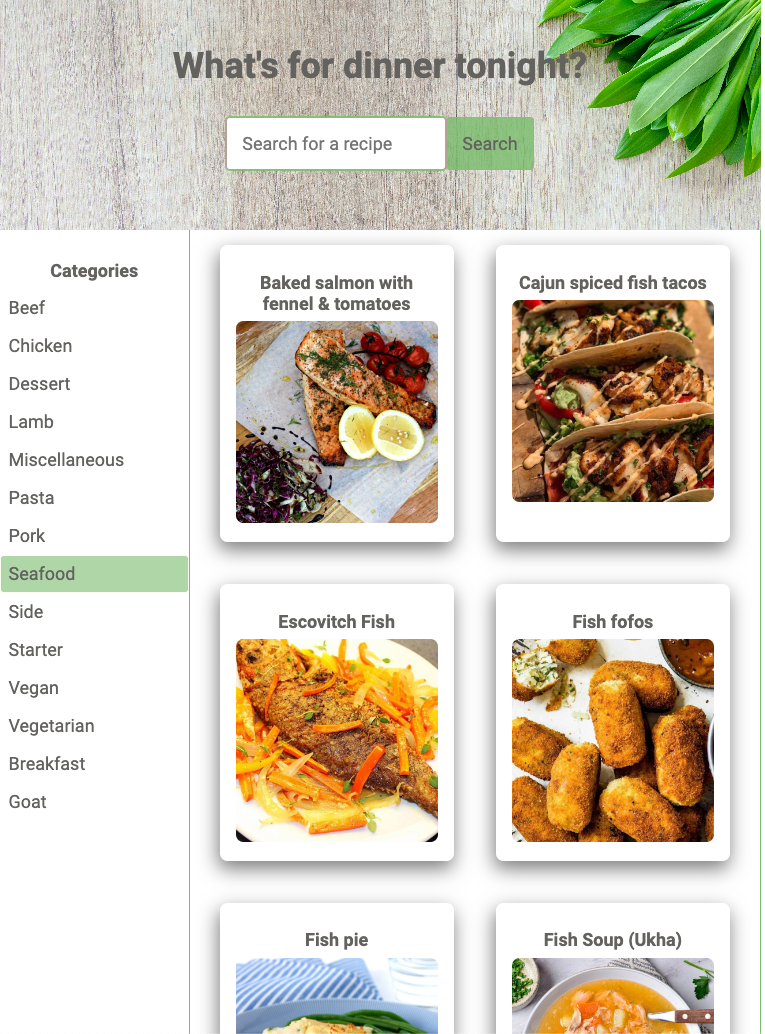 What's for dinner tonight?
Search for a recipe
Search
Categories
Beef
Chicken
Dessert
Lamb
Miscellaneous
Pasta
Pork
Seafood
Side
Starter
Vegan
Vegetarian
Breakfast
Goat
Baked salmon with
fennel & tomatoes
Cajun spiced fish tacos
Escovitch Fish
Fish fofos
Fish pie
Fish Soup (Ukha)